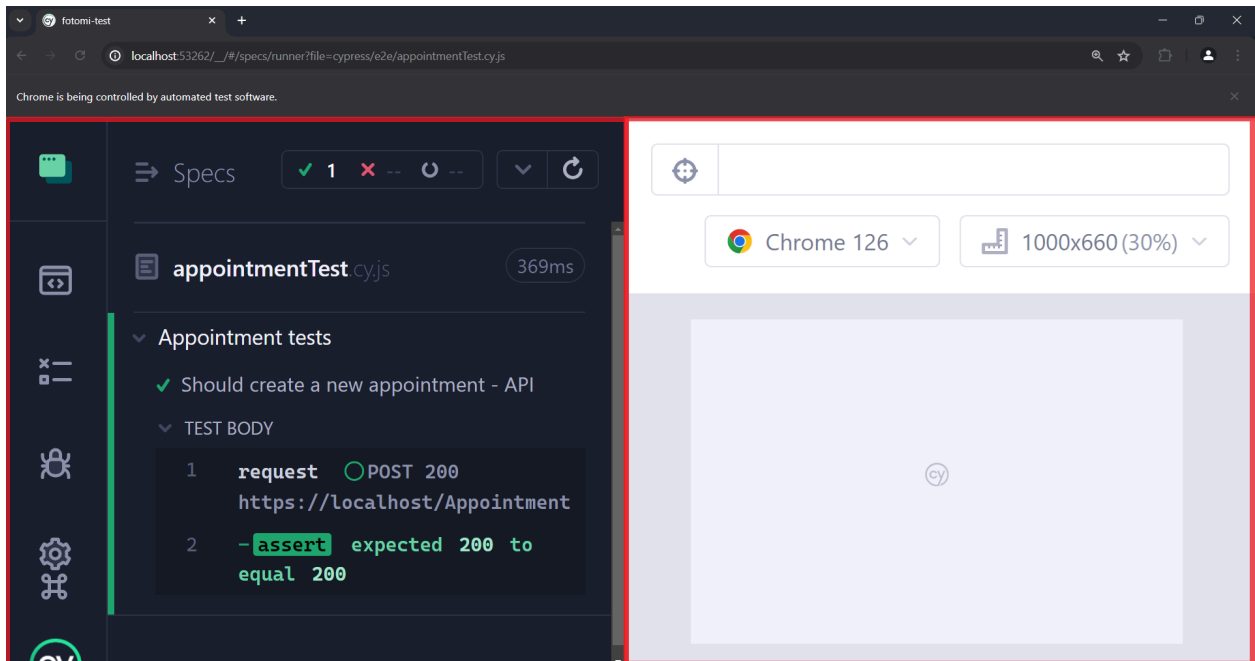 fotomi-test
localhost:53262/__/#/specs/runner?file=cypress/e2e/appointmentTest.cy.js
Chrome is being controlled by automated test software.
Specs 1 -- --
appointmentTest.cy.js 369ms
Appointment tests
Should create a new appointment - API
TEST BODY
1 request POST 200
https://localhost/Appointment
2 -assert expected 200 to
equal 200
cy
Chrome 126 1000x660 (30%)
cy